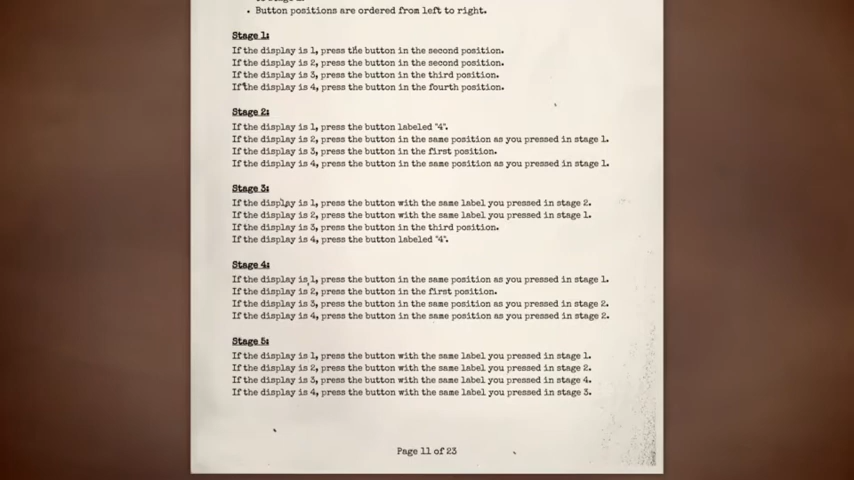 • Button positions are ordered from left to right.
Stage 1:
If the display is 1, press the button in the second position.
If the display is 2, press the button in the second position.
If the display is 3, press the button in the third position.
If the display is 4, press the button in the fourth position.
Stage 2:
If the display is 1, press the button labeled "4".
If the display is 2, press the button in the same position as you pressed in stage 1.
If the display is 3, press the button in the first position.
If the display is 4, press the button in the same position as you pressed in stage 1.
Stage 3:
If the display is 1, press the button with the same label you pressed in stage 2.
If the display is 2, press the button with the same label you pressed in stage 1.
If the display is 3, press the button in the third position.
If the display is 4, press the button labeled "4".
Stage 4:
If the display is 1, press the button in the same position as you pressed in stage 1.
If the display is 2, press the button in the first position.
If the display is 3, press the button in the same position as you pressed in stage 2.
If the display is 4, press the button in the same position as you pressed in stage 2.
Stage 5:
If the display is 1, press the button with the same label you pressed in stage 1.
If the display is 2, press the button with the same label you pressed in stage 2.
If the display is 3, press the button with the same label you pressed in stage 4.
If the display is 4, press the button with the same label you pressed in stage 3.
Page 11 of 23